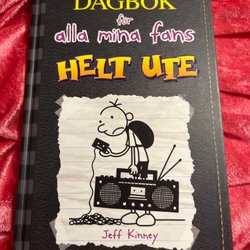 DAGBOK
för
alla mina fans
HELT UTE
Jeff Kinney